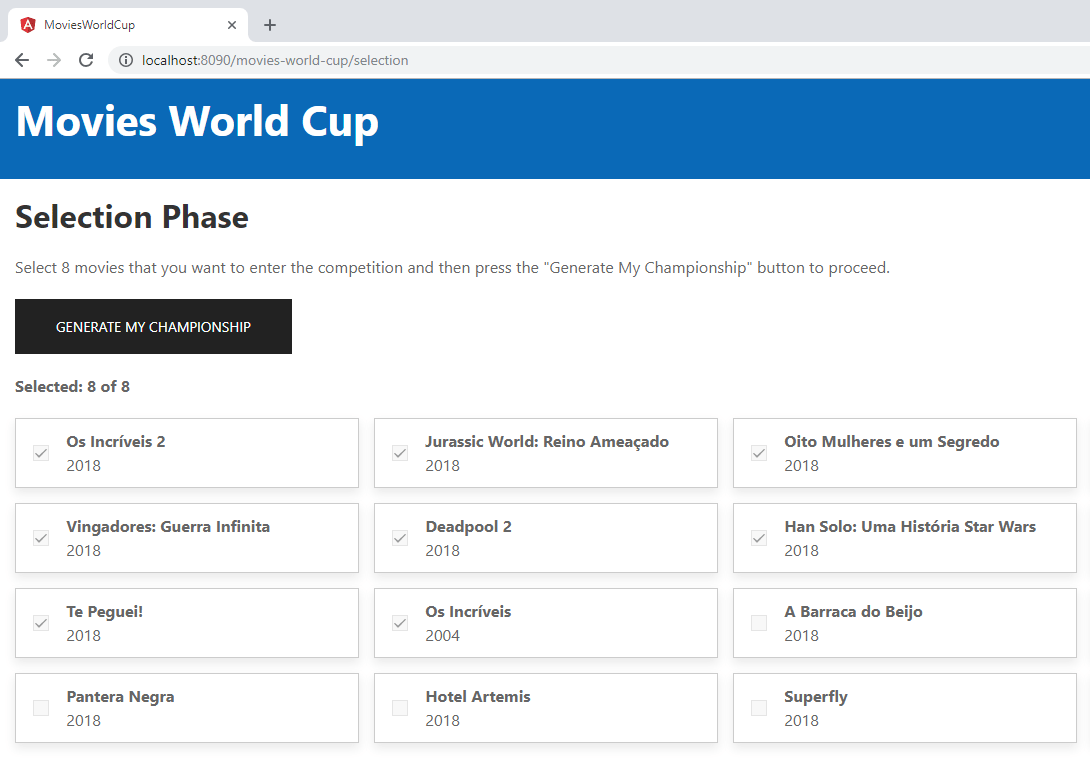 MoviesWorldCup
localhost:8090/movies-world-cup/selection
Movies World Cup
Selection Phase
Select 8 movies that you want to enter the competition and then press the "Generate My Championship" button to proceed.
GENERATE MY CHAMPIONSHIP
Selected: 8 of 8
Os Incríveis 2
2018
Jurassic World: Reino Ameaçado
2018
Oito Mulheres e um Segredo
2018
Vingadores: Guerra Infinita
2018
Deadpool 2
2018
Han Solo: Uma História Star Wars
2018
Te Peguei!
2018
Os Incríveis
2004
A Barraca do Beijo
2018
Pantera Negra
2018
Hotel Artemis
2018
Superfly
2018